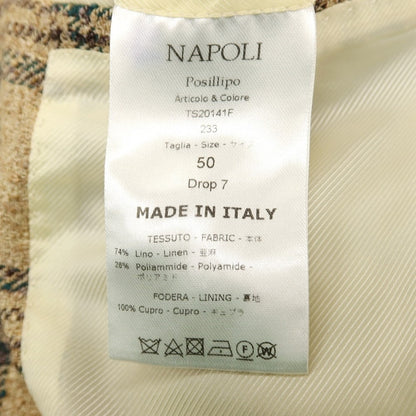 NAPOLI
Posillipo
Articolo & Colore
TS20141F
233
Taglia - Size - サイズ
50
Drop 7
MADE IN ITALY
TESSUTO - FABRIC - 本体
74% Lino - Linen - 亜麻
26% Poliammide - Polyamide -
ポリアミド
FODERA - LINING - 裏地
100% Cupro - Cupro - キュプラ